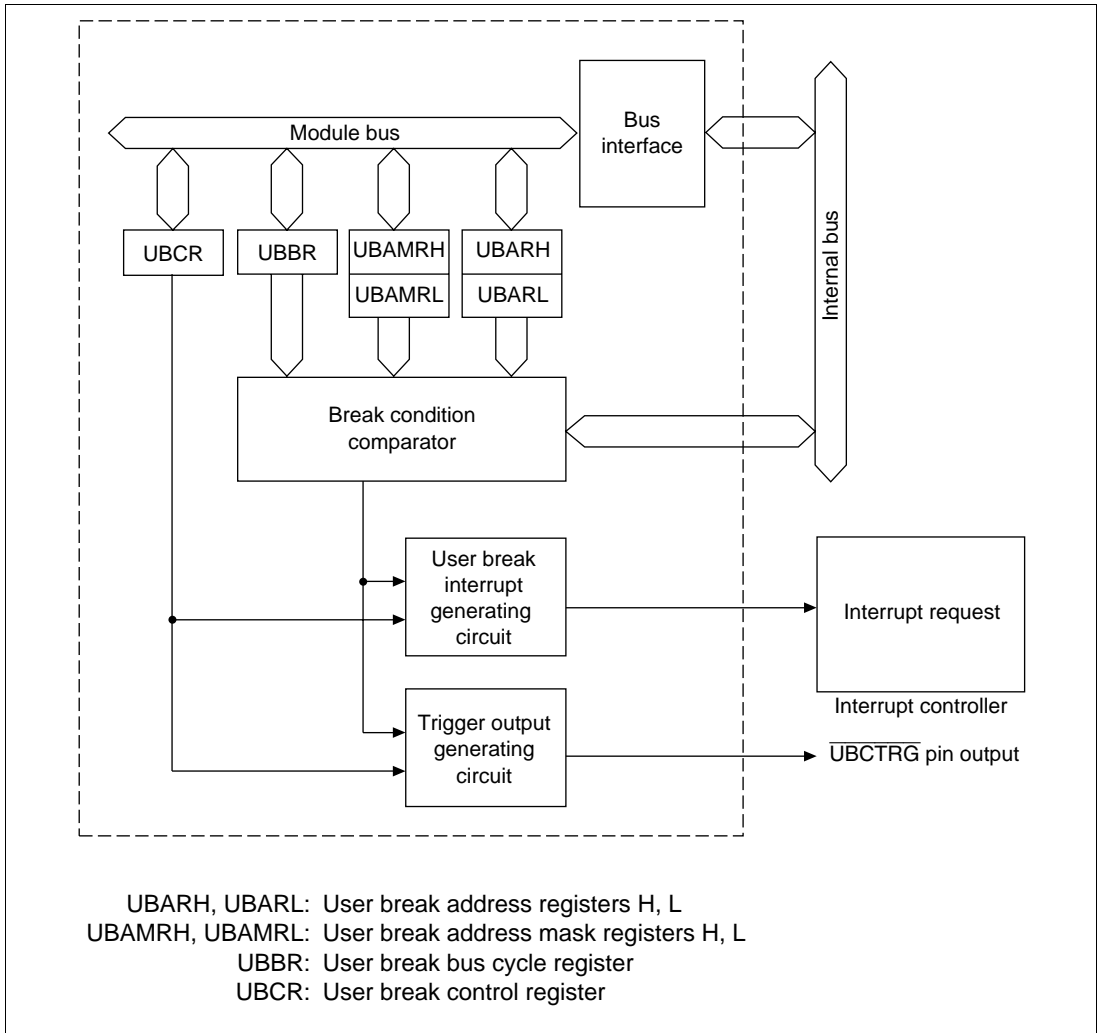 Module bus
Bus
interface
Internal bus
UBCR
UBBR
UBAMRH
UBAMRL
UBARH
UBARL
Break condition
comparator
User break
interrupt
generating
circuit
Interrupt request
Interrupt controller
Trigger output
generating
circuit
UBCTRG pin output
UBARH, UBARL: User break address registers H, L
UBAMRH, UBAMRL: User break address mask registers H, L
UBBR: User break bus cycle register
UBCR: User break control register